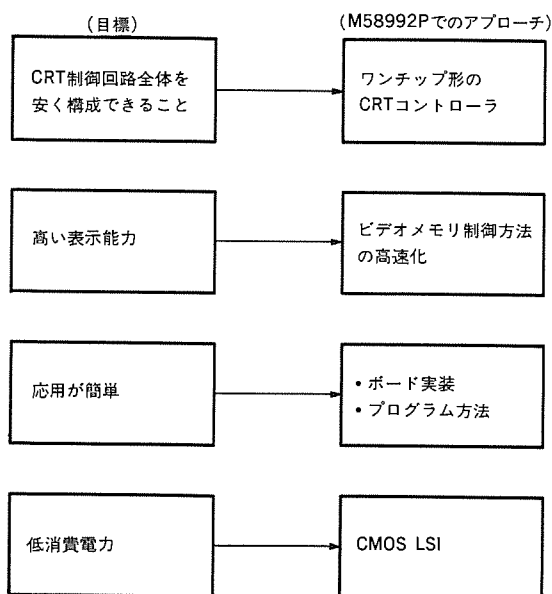 (目標)
(M58992Pでのアプローチ)
CRT制御回路全体を
安く構成できること
ワンチップ形の
CRTコントローラ
高い表示能力
ビデオメモリ制御方法
の高速化
応用が簡単
•ボード実装
•プログラム方法
低消費電力
CMOS LSI